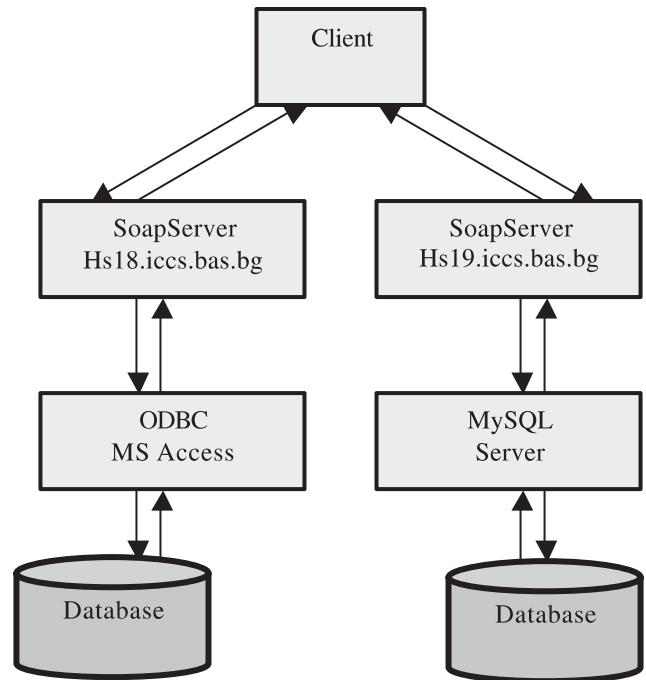 Client
SoapServer
Hs18.iccs.bas.bg
SoapServer
Hs19.iccs.bas.bg
ODBC
MS Access
MySQL
Server
Database
Database